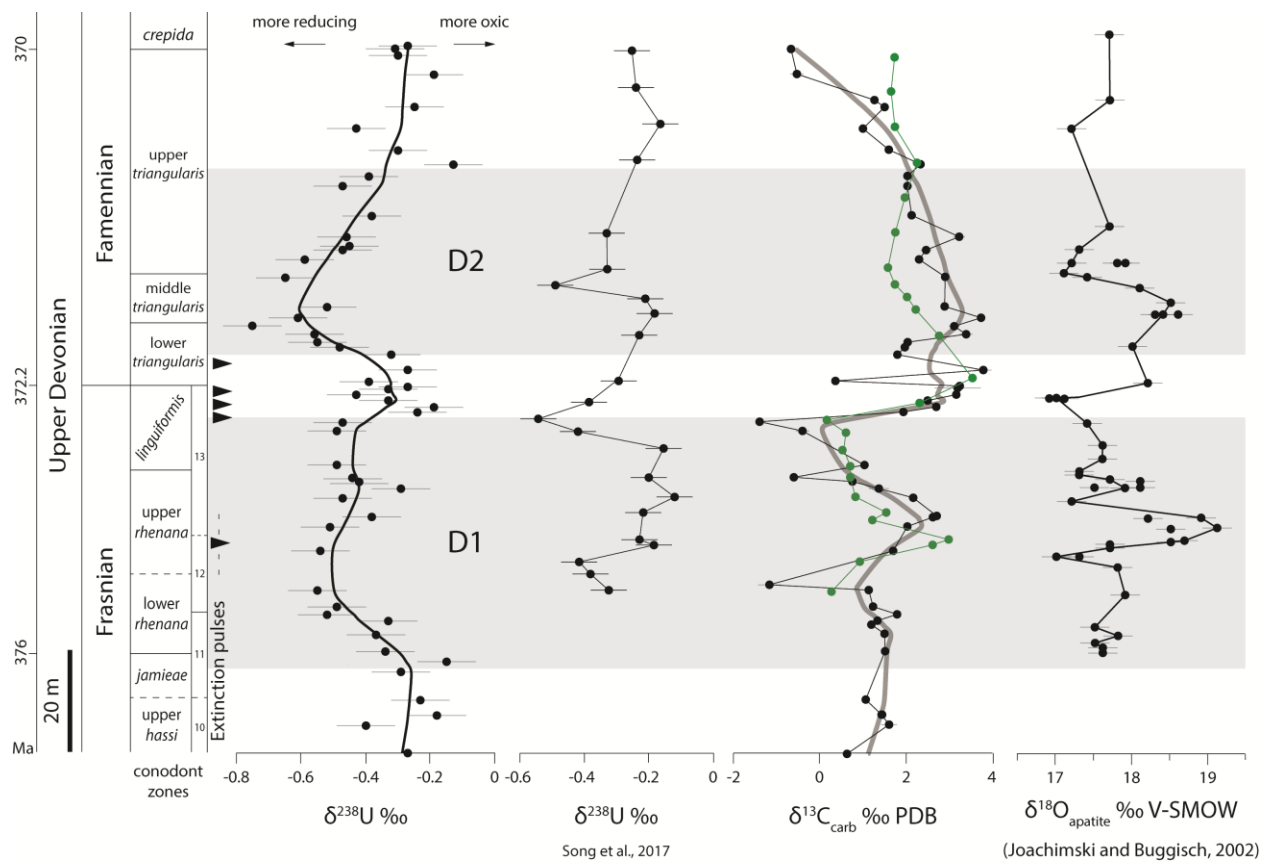 more reducing
more oxic
370
372.2
376
Ma
20 m
Upper Devonian
Famennian
Frasnian
crepida
upper
triangularis
middle
triangularis
lower
triangularis
linguiformis
upper
rhenana
lower
rhenana
jamieae
upper
hassi
13
12
11
10
Extinction pulses
D2
D1
conodont
zones
-0.8 -0.6 -0.4 -0.2 0
δ238U ‰
-0.6 -0.4 -0.2 0
δ238U ‰
Song et al., 2017
-2 0 2 4
δ13Ccarb ‰ PDB
17 18 19
δ18Oapatite ‰ V-SMOW
(Joachimski and Buggisch, 2002)